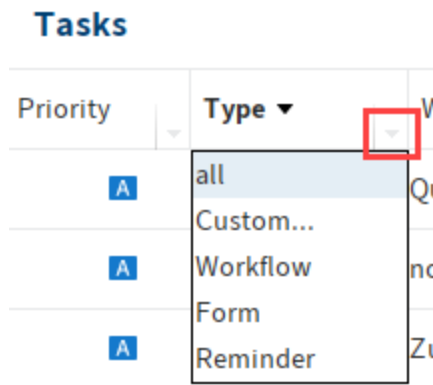 Tasks
Priority
Type
all
Custom...
Workflow
Form
Reminder
A
A
A